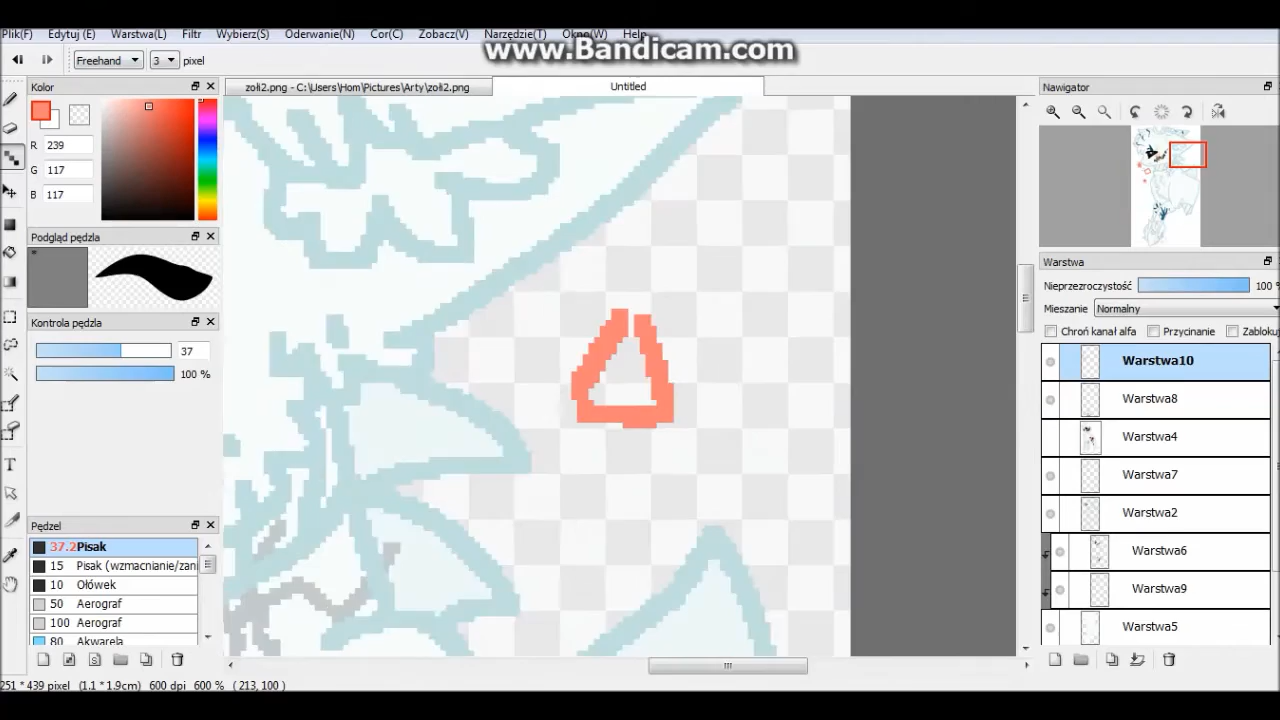 Plik(F) Edytuj (E) Warstwa(L) Filtr Wybierz(S) Oderwanie(N) Cor(C) Zobacz(V) Narzędzie(T) Okno(W) Help
www.Bandicam.com
Freehand 3 pixel
Kolor
zoli2.png - C:\Users\Hom\Pictures\Arty\zoli2.png
Untitled
Nawigator
R 239
G 117
B 117
Podgląd pędzla
Kontrola pędzla
37
100 %
Warstwa
Nieprzezroczystość 100 %
Mieszanie Normalny
Chroń kanał alfa Przycinanie Zabloku
Warstwa10
Warstwa8
Warstwa4
Warstwa7
Warstwa2
Warstwa6
Warstwa9
Warstwa5
Pędzel
37.2 Pisak
15 Pisak (wzmacnianie/zani
10 Ołówek
50 Aerograf
100 Aerograf
80 Akwarela
251 * 439 pixel (1.1 * 1.9cm) 600 dpi 600 % ( 213, 100 )